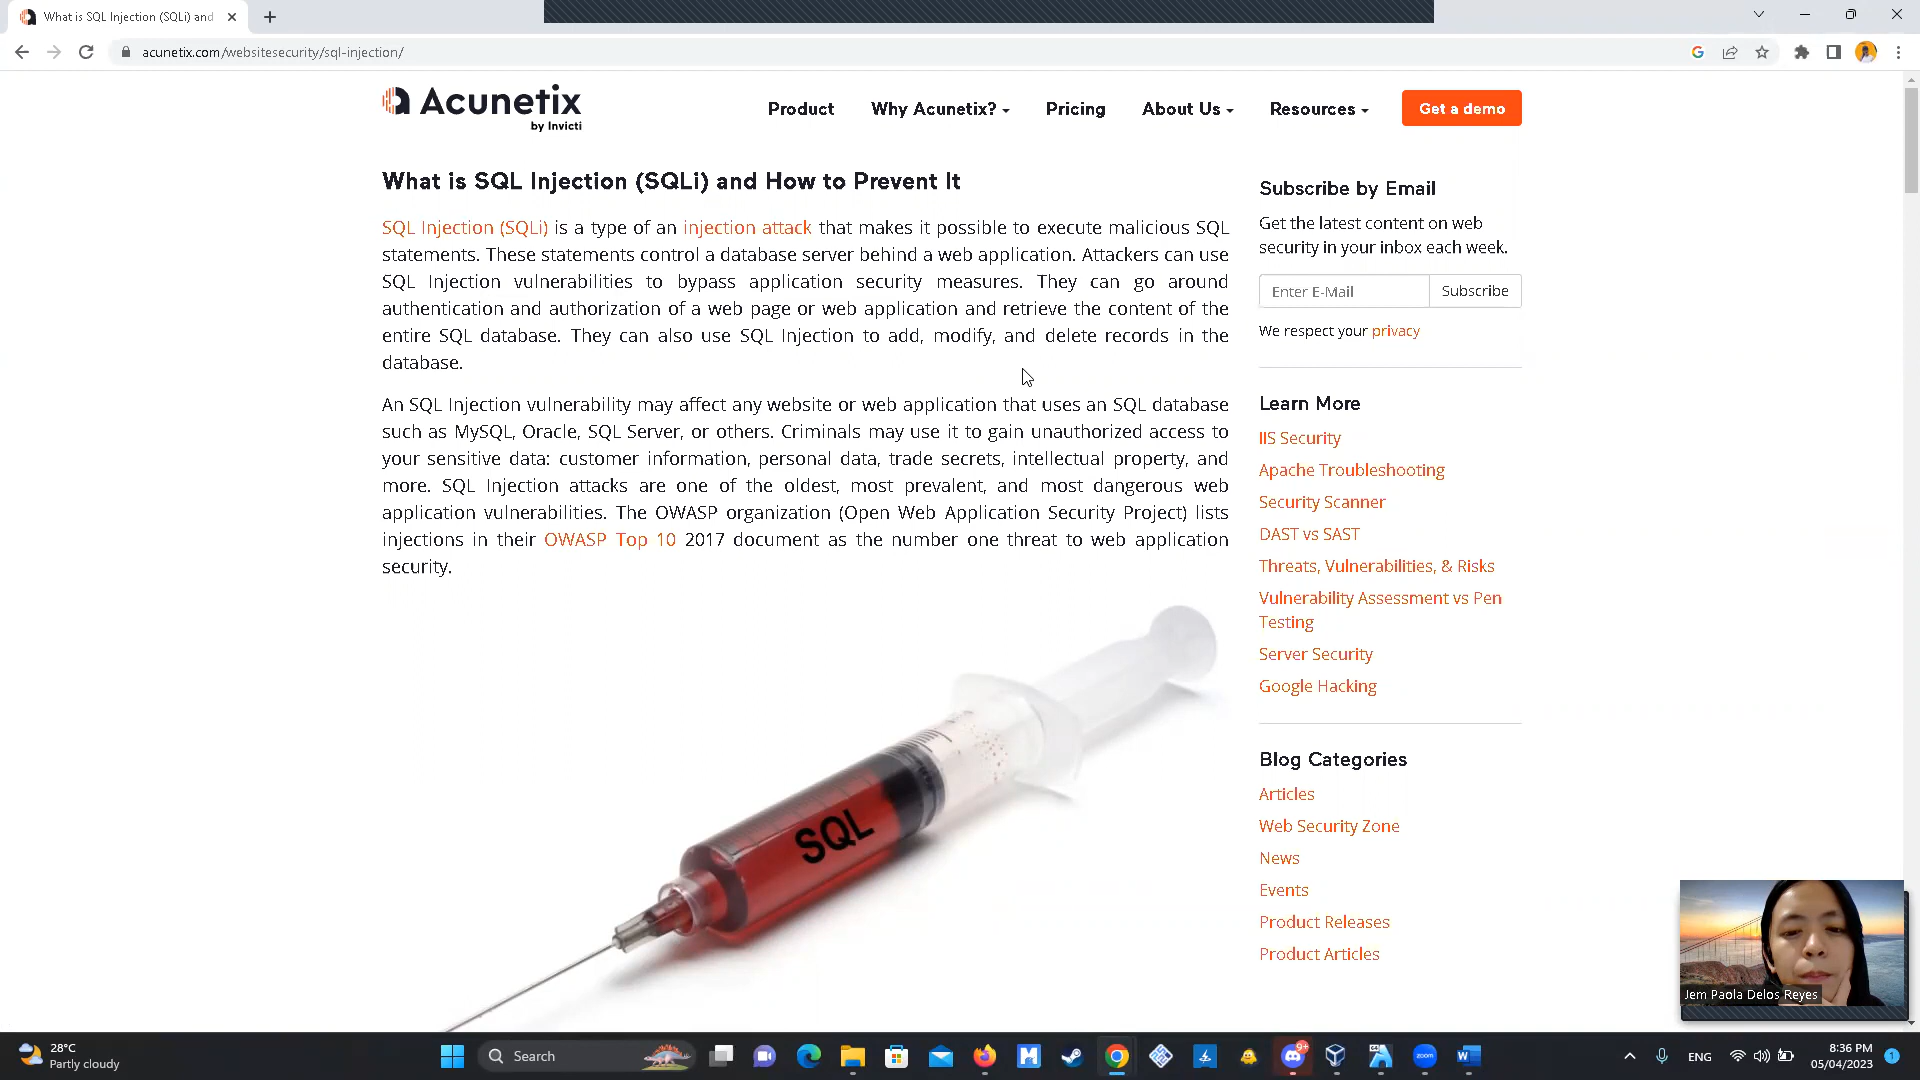 What is SQL Injection (SQLi) and
acunetix.com/websitesecurity/sql-injection/
Acunetix
by Invicti
Product
Why Acunetix?
Pricing
About Us
Resources
Get a demo
What is SQL Injection (SQLi) and How to Prevent It
SQL Injection (SQLi) is a type of an injection attack that makes it possible to execute malicious SQL
statements. These statements control a database server behind a web application. Attackers can use
SQL Injection vulnerabilities to bypass application security measures. They can go around
authentication and authorization of a web page or web application and retrieve the content of the
entire SQL database. They can also use SQL Injection to add, modify, and delete records in the
database.
An SQL Injection vulnerability may affect any website or web application that uses an SQL database
such as MySQL, Oracle, SQL Server, or others. Criminals may use it to gain unauthorized access to
your sensitive data: customer information, personal data, trade secrets, intellectual property, and
more. SQL Injection attacks are one of the oldest, most prevalent, and most dangerous web
application vulnerabilities. The OWASP organization (Open Web Application Security Project) lists
injections in their OWASP Top 10 2017 document as the number one threat to web application
security.
SQL
Subscribe by Email
Get the latest content on web
security in your inbox each week.
Enter E-Mail
Subscribe
We respect your privacy
Learn More
IIS Security
Apache Troubleshooting
Security Scanner
DAST vs SAST
Threats, Vulnerabilities, & Risks
Vulnerability Assessment vs Pen
Testing
Server Security
Google Hacking
Blog Categories
Articles
Web Security Zone
News
Events
Product Releases
Product Articles
Jem Paola Delos Reyes
28°C
Partly cloudy
Search
9+
zoom
ENG
8:36 PM
05/04/2023
1